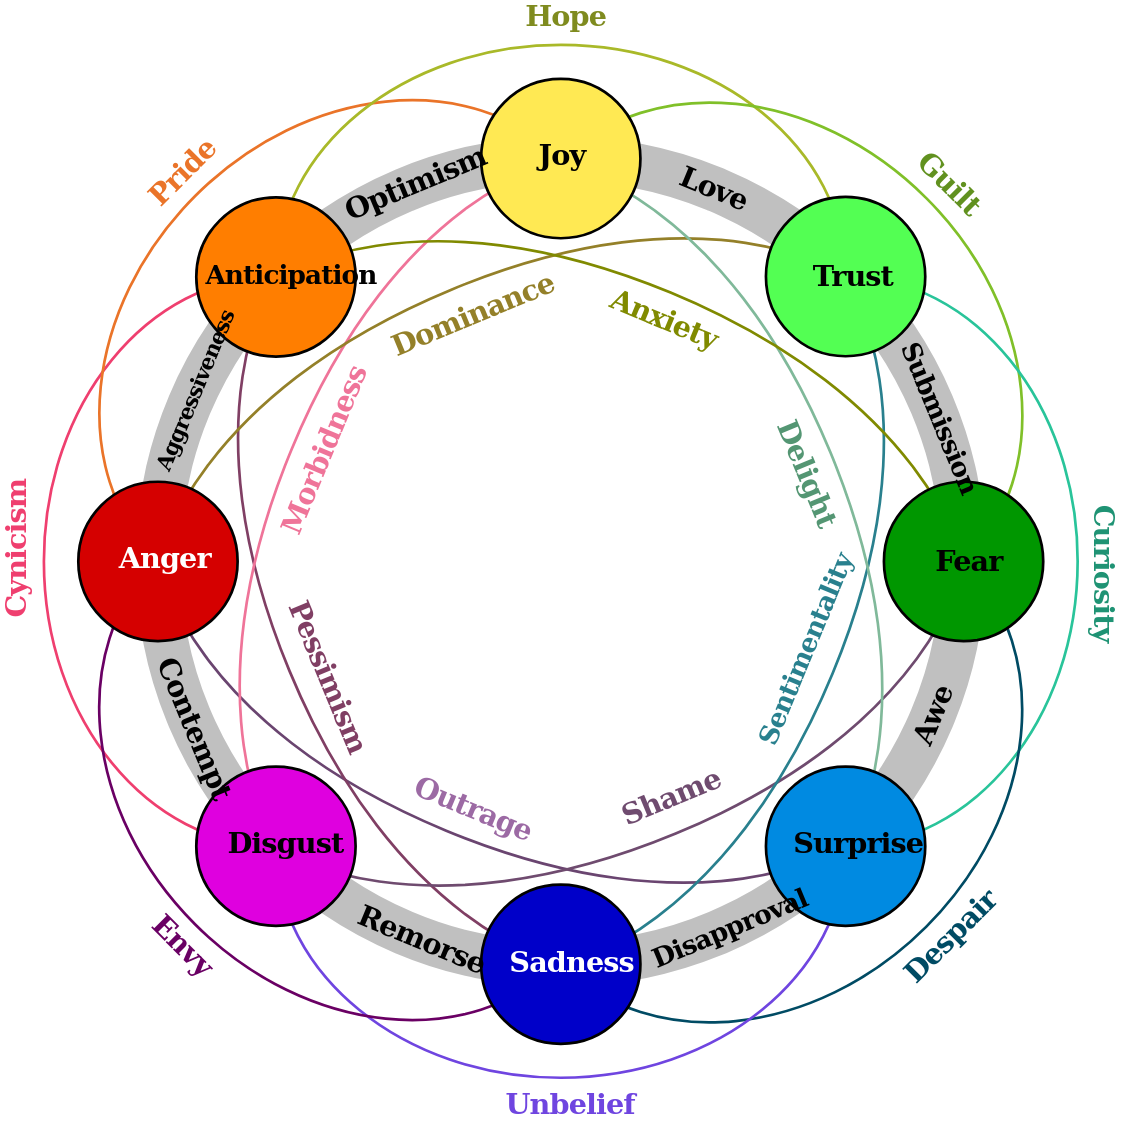 Hope
Joy
Optimism
Love
Pride
Guilt
Anticipation
Trust
Dominance
Anxiety
Aggressiveness
Submission
Morbidness
Delight
Cynicism
Anger
Fear
Curiosity
Pessimism
Sentimentality
Contempt
Awe
Outrage
Shame
Disgust
Surprise
Remorse
Disapproval
Envy
Despair
Sadness
Unbelief